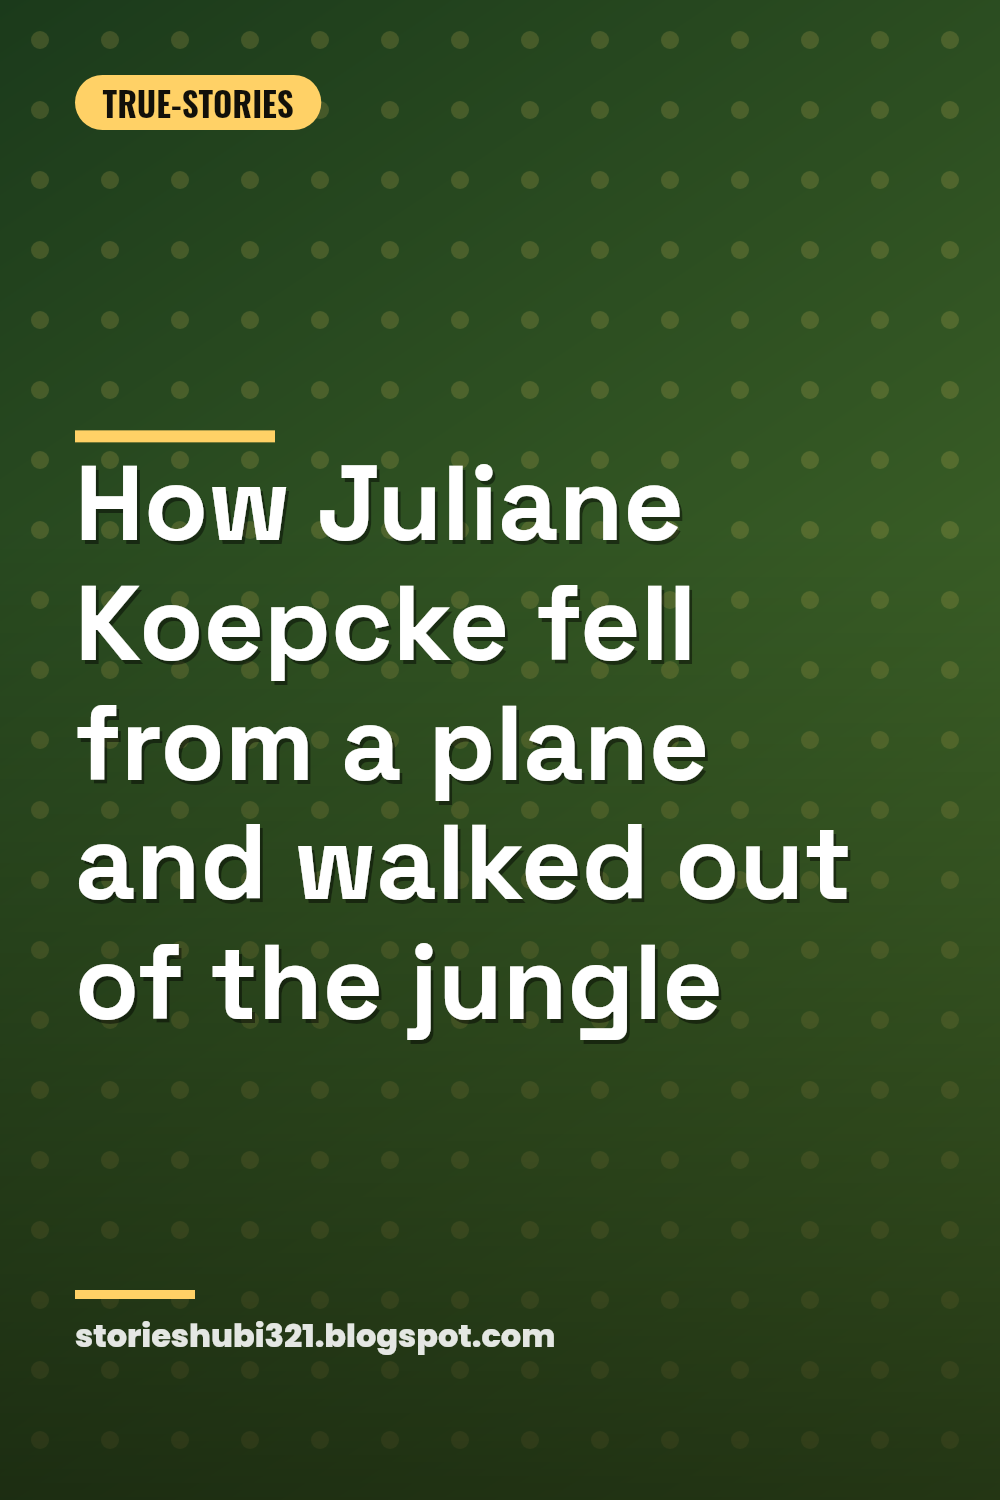 TRUE-STORIES
How Juliane
Koepcke fell
from a plane
and walked out
of the jungle
storieshubi321.blogspot.com